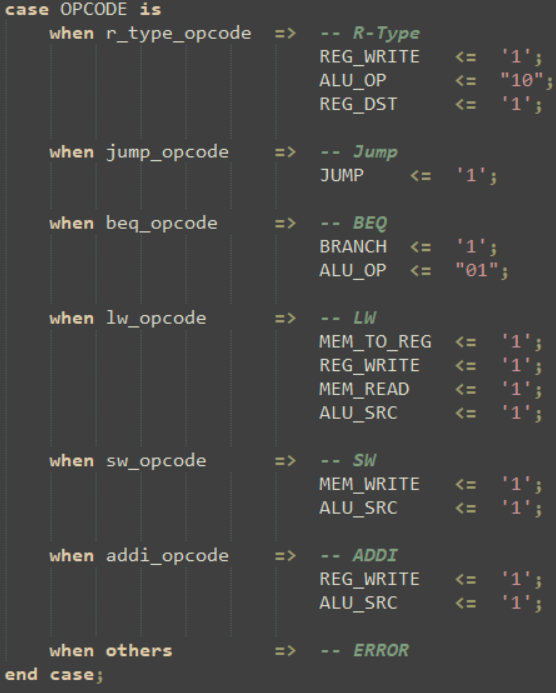 case OPCODE is
when r_type_opcode => -- R-Type
REG_WRITE <= '1';
ALU_OP <= "10";
REG_DST <= '1';
when jump_opcode => -- Jump
JUMP <= '1';
when beq_opcode => -- BEQ
BRANCH <= '1';
ALU_OP <= "01";
when lw_opcode => -- LW
MEM_TO_REG <= '1';
REG_WRITE <= '1';
MEM_READ <= '1';
ALU_SRC <= '1';
when sw_opcode => -- SW
MEM_WRITE <= '1';
ALU_SRC <= '1';
when addi_opcode => -- ADDI
REG_WRITE <= '1';
ALU_SRC <= '1';
when others => -- ERROR
end case;